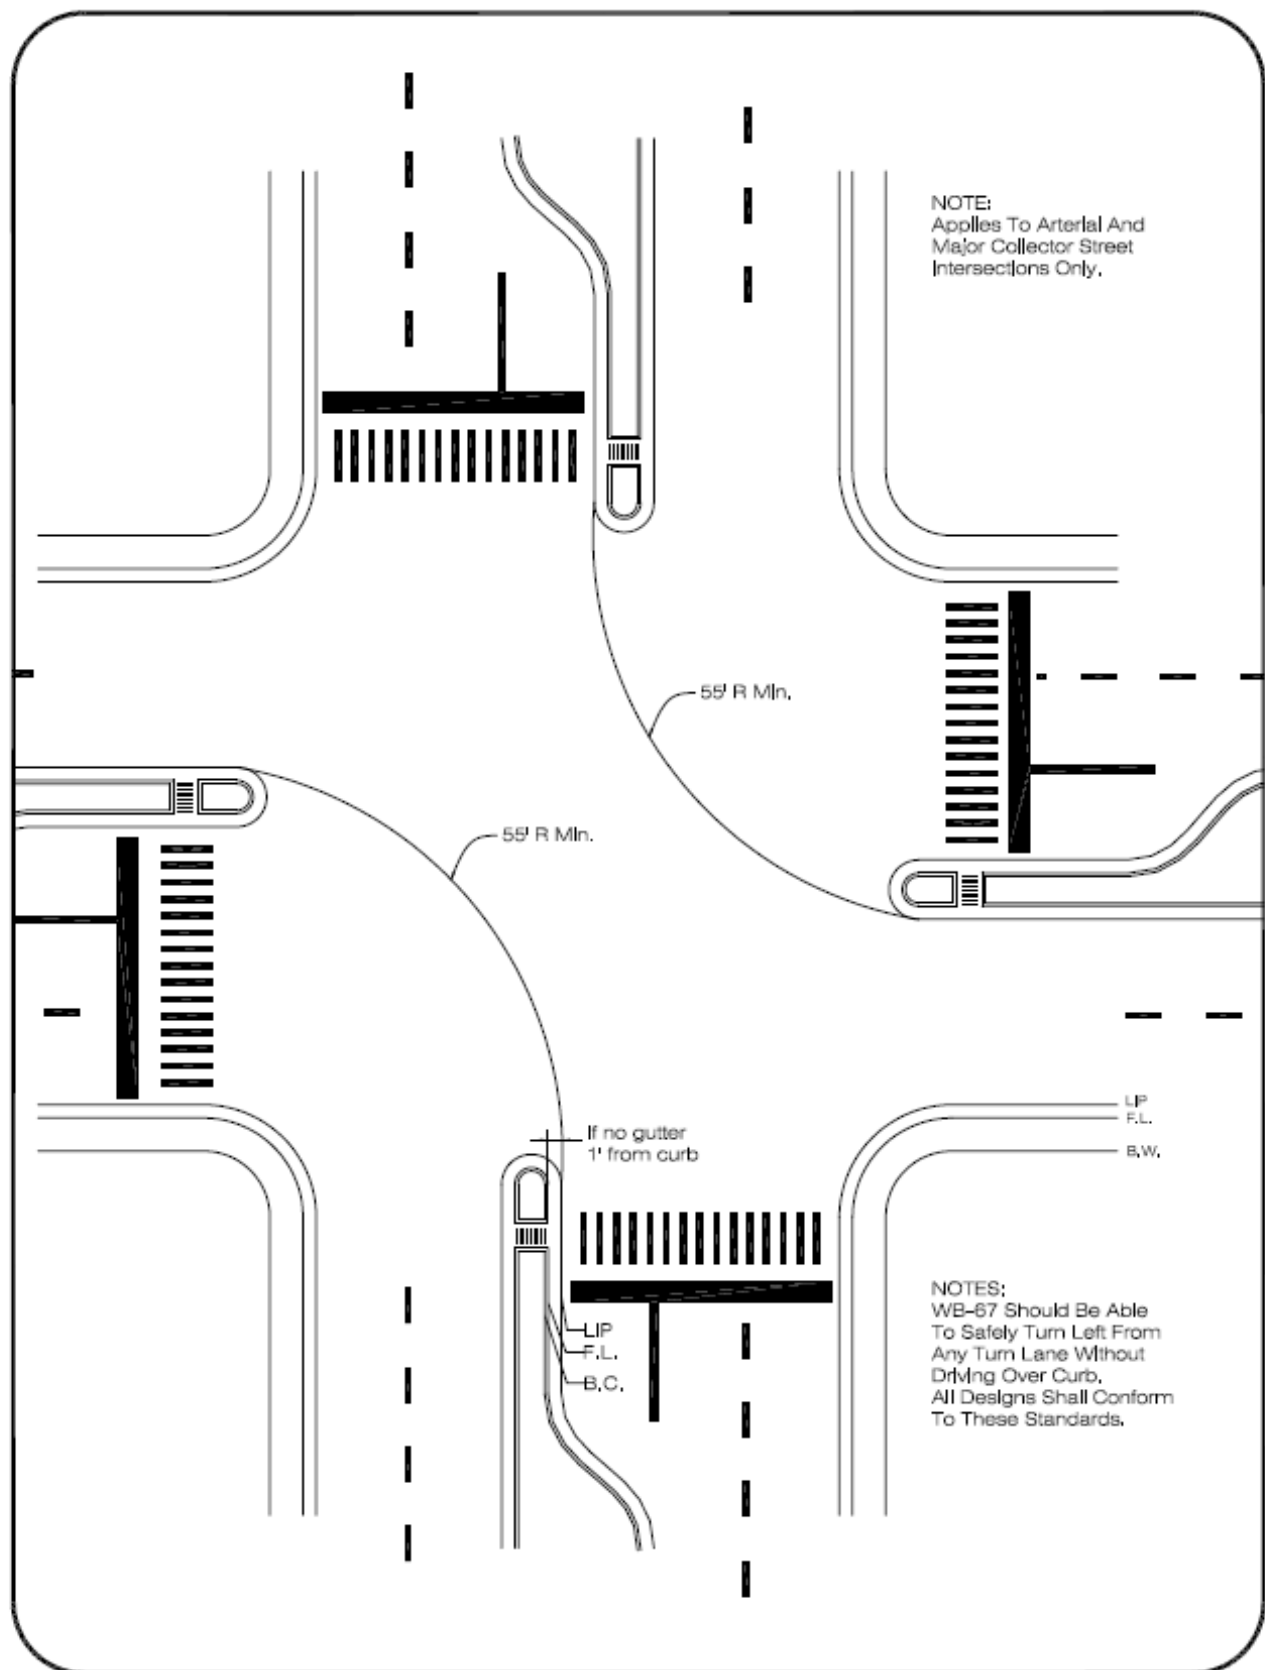 NOTE:
Applies To Arterial And
Major Collector Street
Intersections Only.
55' R Min.
55' R Min.
LIP
F.L.
B.W.
If no gutter
1' from curb
NOTES:
WB-67 Should Be Able
To Safely Turn Left From
Any Turn Lane Without
Driving Over Curb.
All Designs Shall Conform
To These Standards.
LIP
F.L.
B.C.